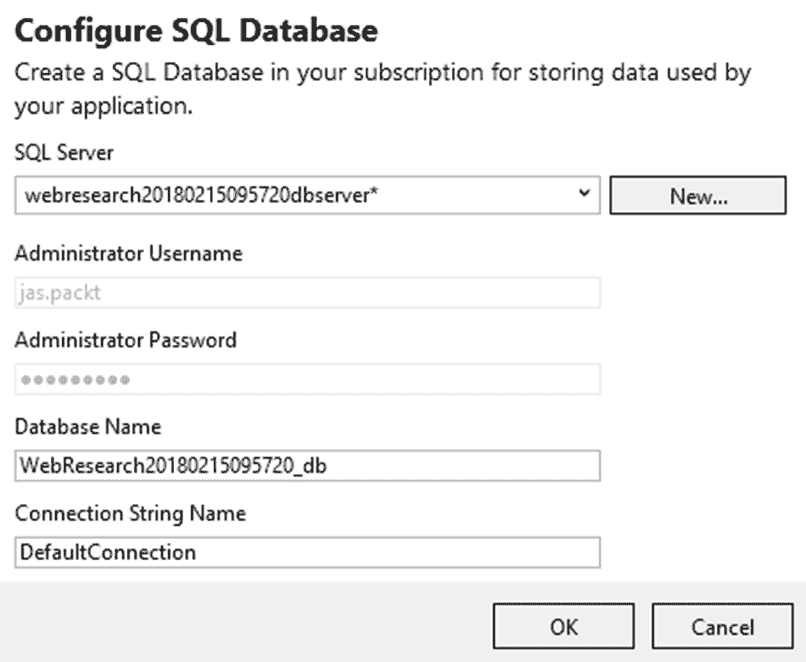 Configure SQL Database
Create a SQL Database in your subscription for storing data used by
your application.
SQL Server
webresearch20180215095720dbserver*
New...
Administrator Username
jas.packt
Administrator Password
●●●●●●●●●
Database Name
WebResearch20180215095720_db
Connection String Name
DefaultConnection
OK
Cancel